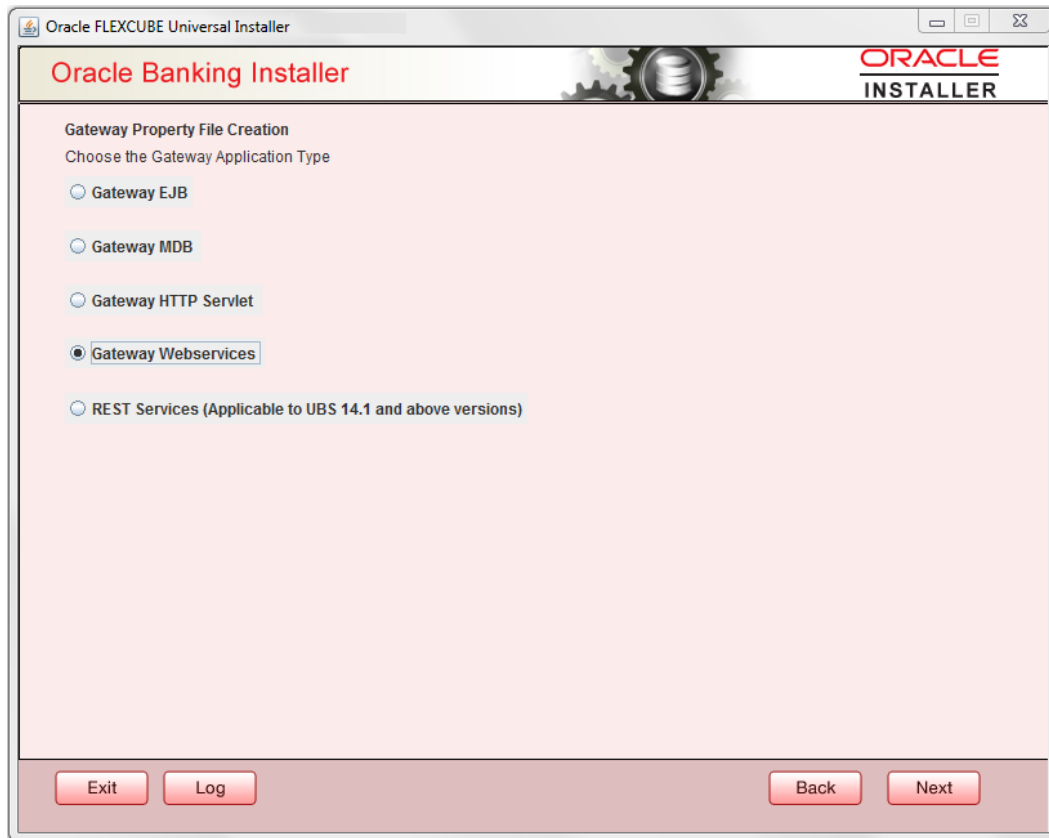 Oracle FLEXCUBE Universal Installer
Oracle Banking Installer
ORACLE
INSTALLER
Gateway Property File Creation
Choose the Gateway Application Type
Gateway EJB
Gateway MDB
Gateway HTTP Servlet
Gateway Webservices
REST Services (Applicable to UBS 14.1 and above versions)
Exit Log Back Next